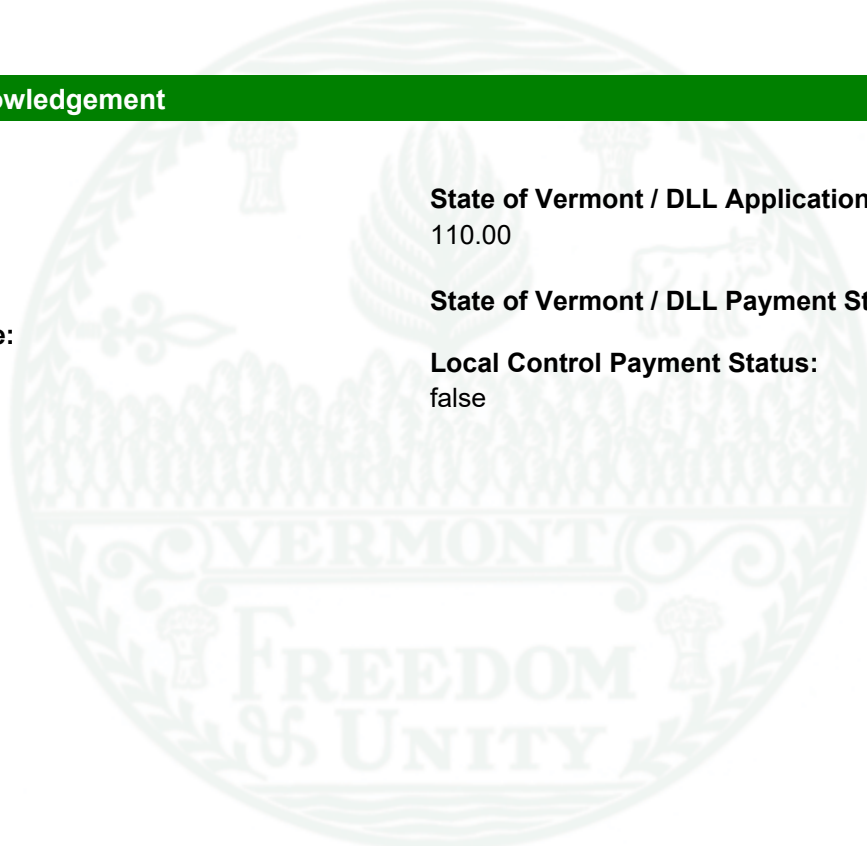 owledgement
State of Vermont / DLL Application
110.00
State of Vermont / DLL Payment St
e:
Local Control Payment Status:
false
VERMONT
FREEDOM
& UNITY